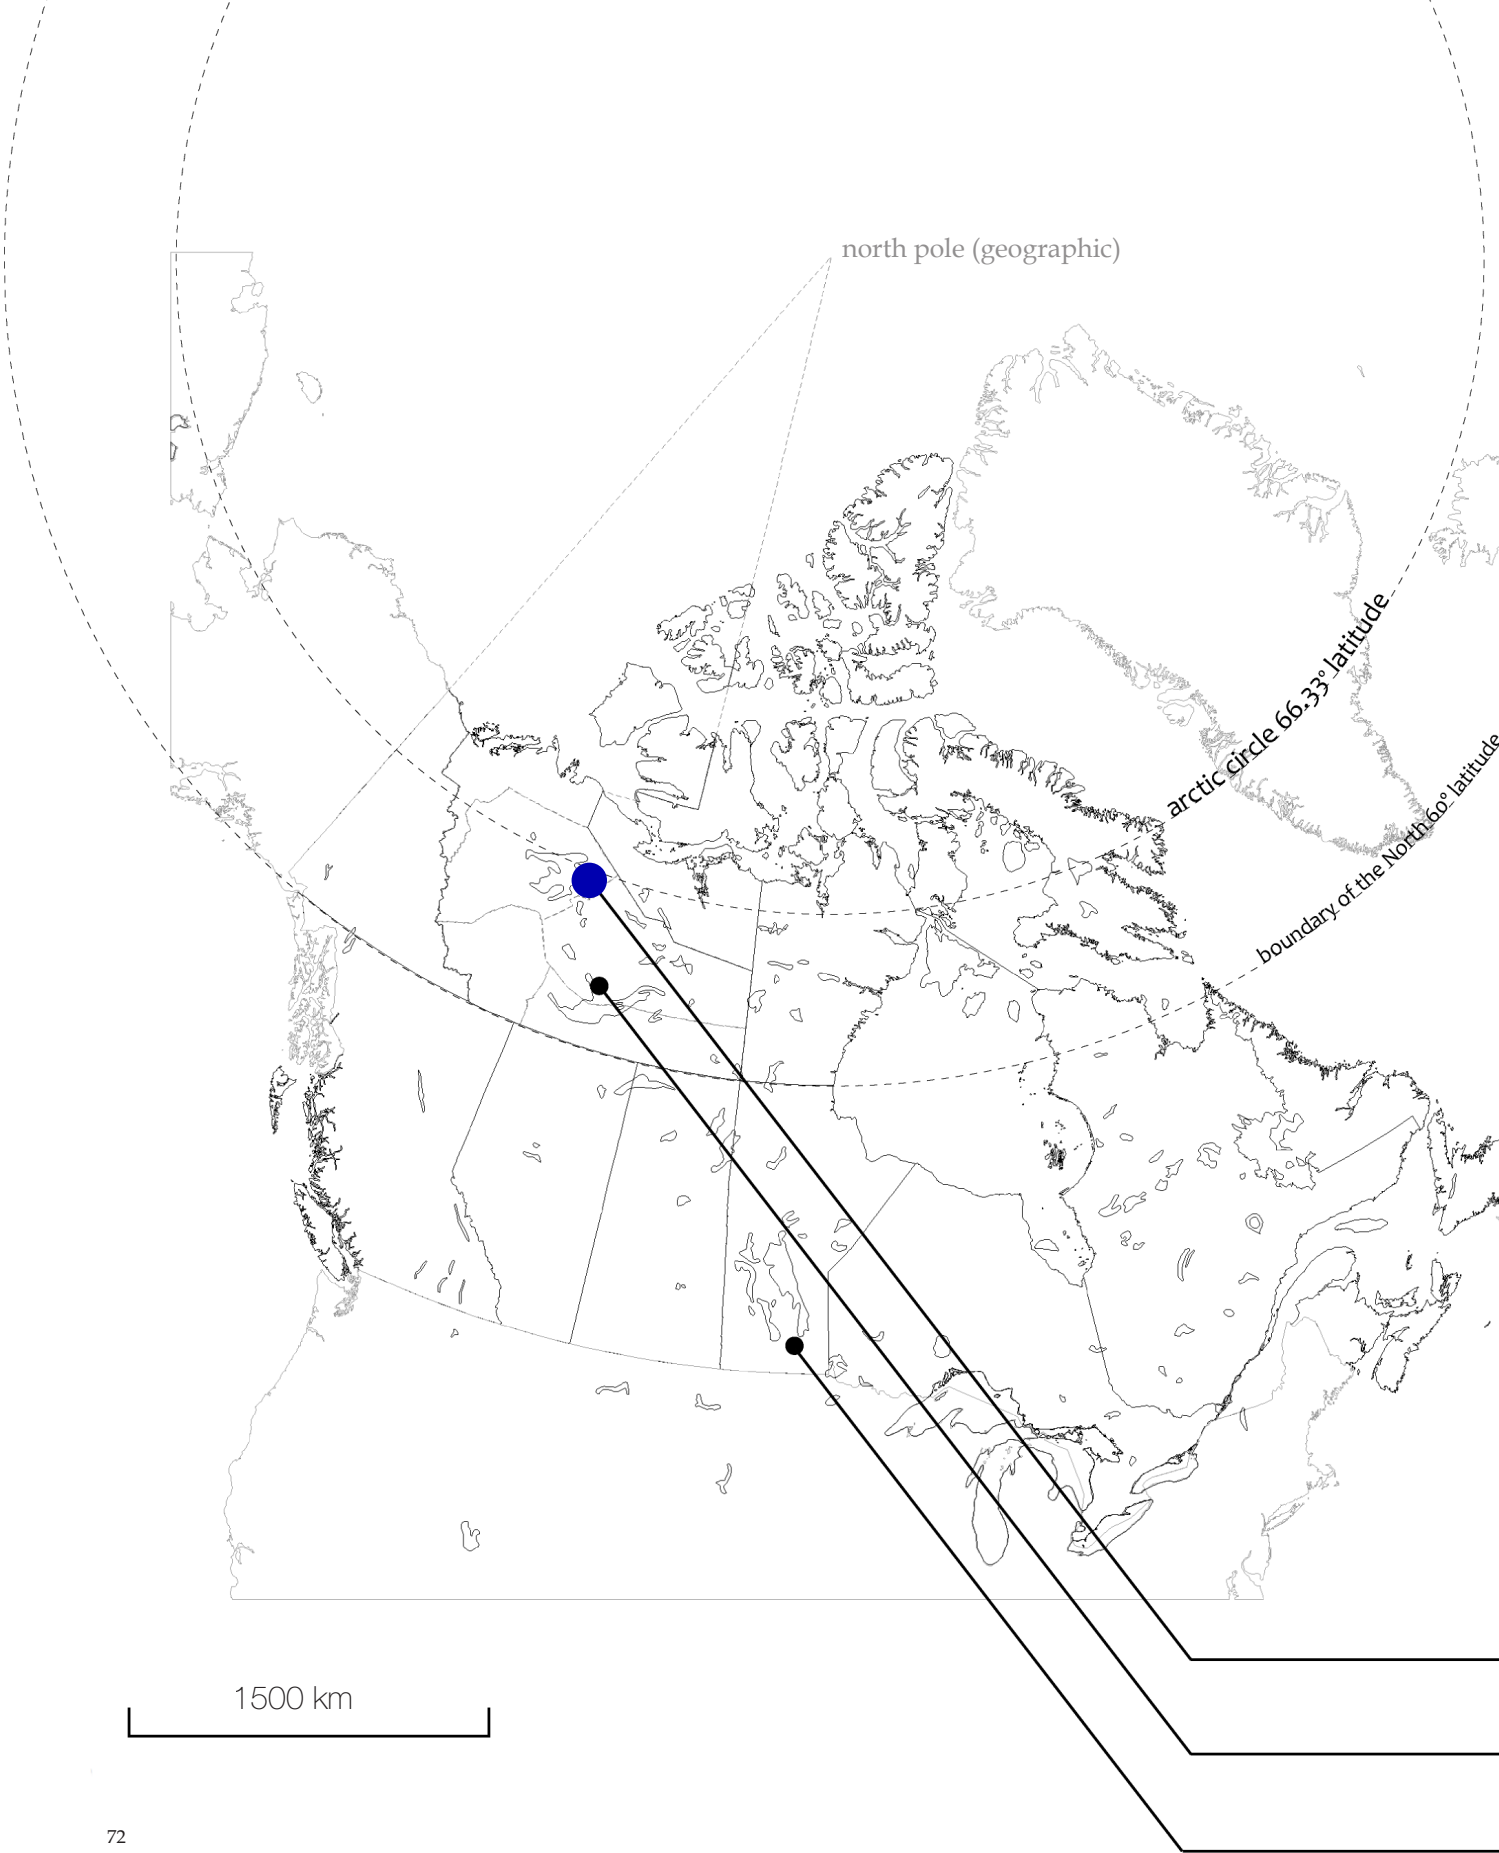 north pole (geographic)
arctic circle 66.33° latitude
boundary of the North 60° latitude
1500 km
72